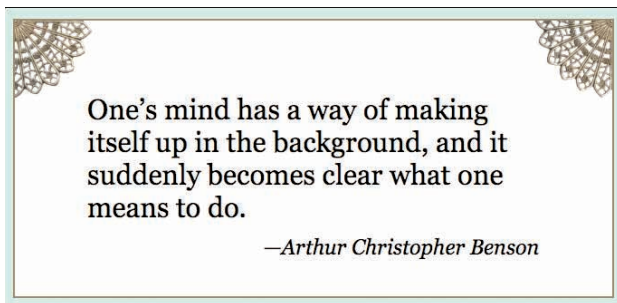 One’s mind has a way of making
itself up in the background, and it
suddenly becomes clear what one
means to do.
—Arthur Christopher Benson